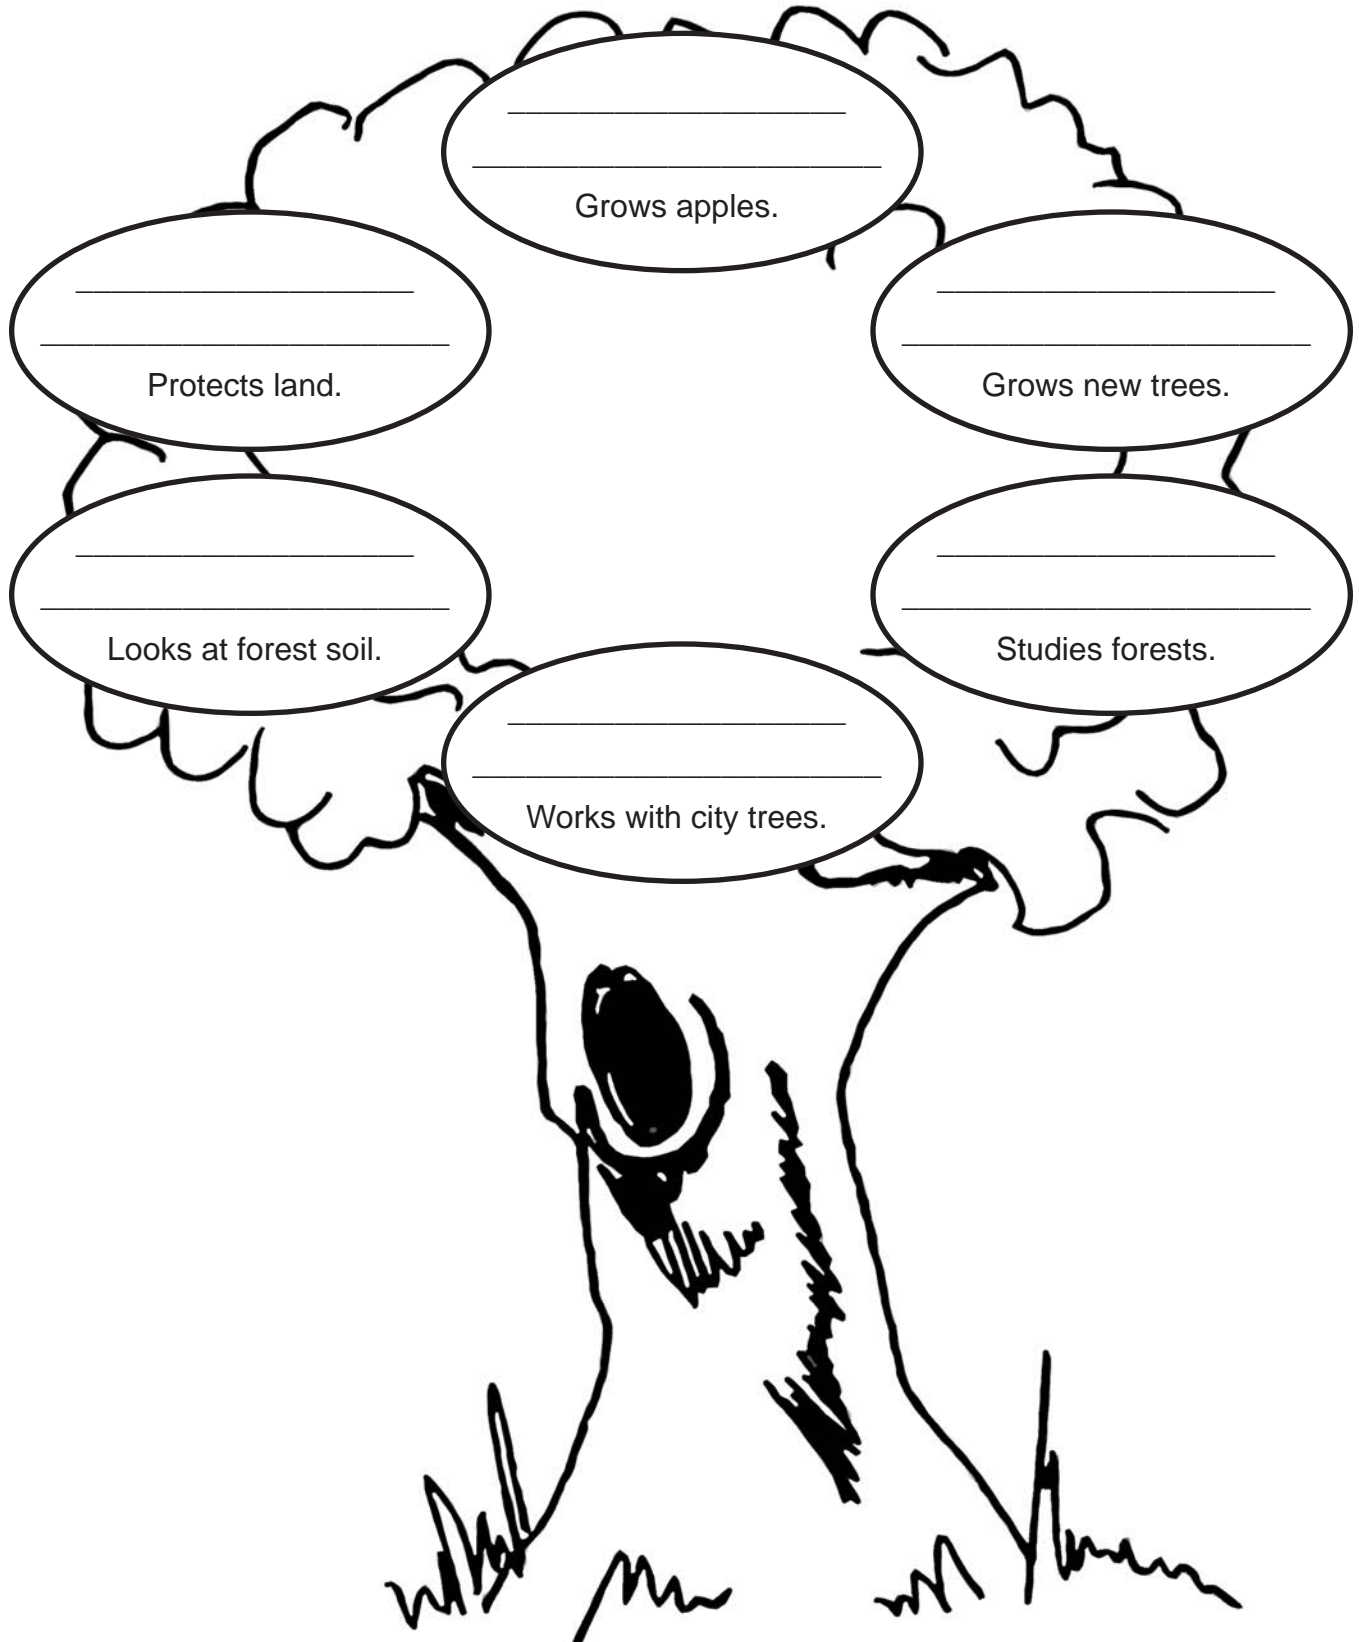 Grows apples.
Protects land.
Grows new trees.
Looks at forest soil.
Studies forests.
Works with city trees.